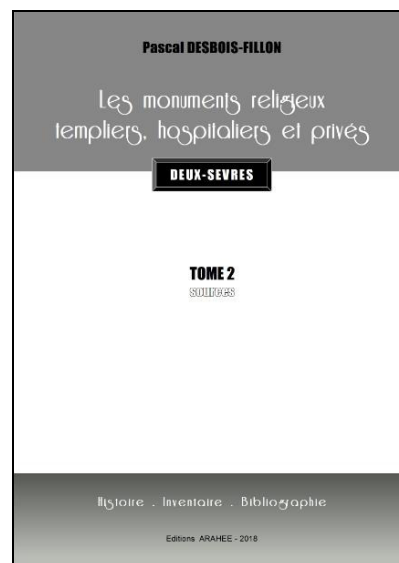 Pascal DESBOIS-FILLON
Les monuments religieux
templiers, hospitaliers et privés
DEUX-SEVRES
TOME 2
sources
Histoire . Inventaire . Bibliographie
Editions ARAHEE - 2018